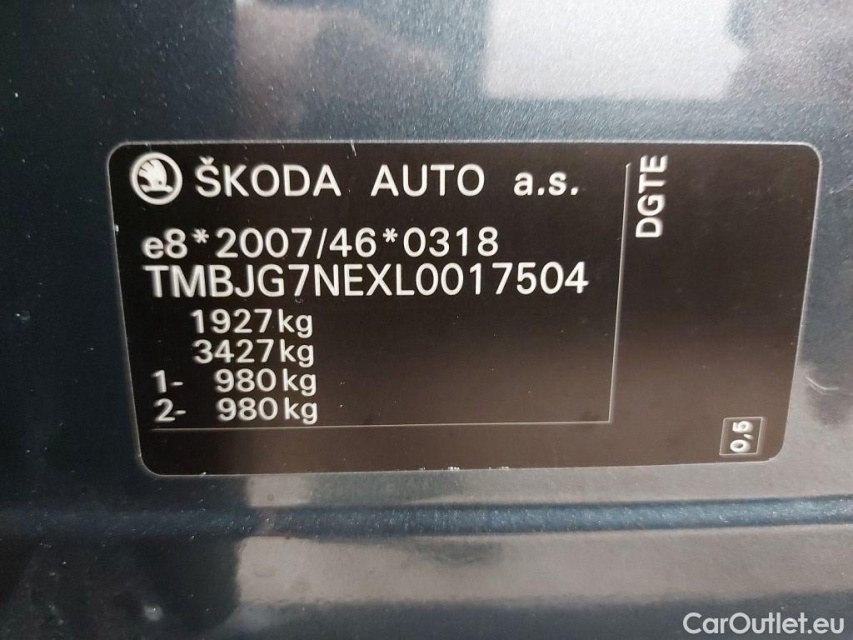 ŠKODA AUTO a.s.
e8*2007/46*0318
TMBJG7NEXL0017504
1927kg
3427kg
1- 980kg
2- 980kg
DGTE
0,5
CarOutlet.eu